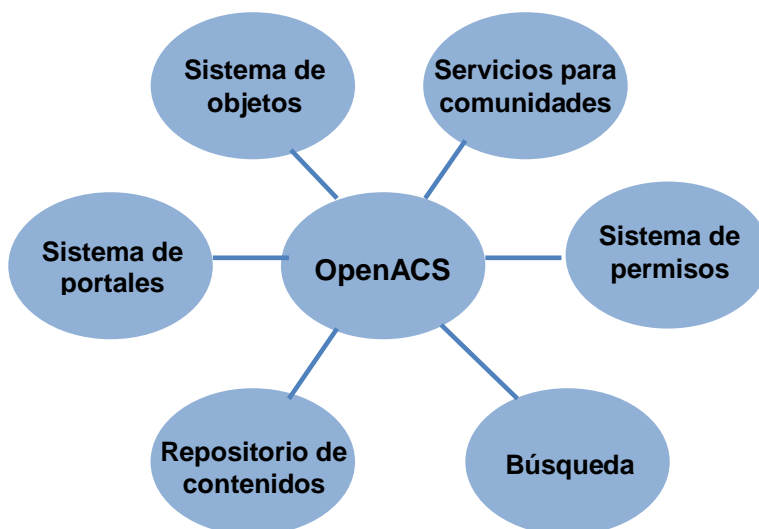 Sistema de
objetos
Servicios para
comunidades
Sistema de
portales
OpenACS
Sistema de
permisos
Repositorio de
contenidos
Búsqueda